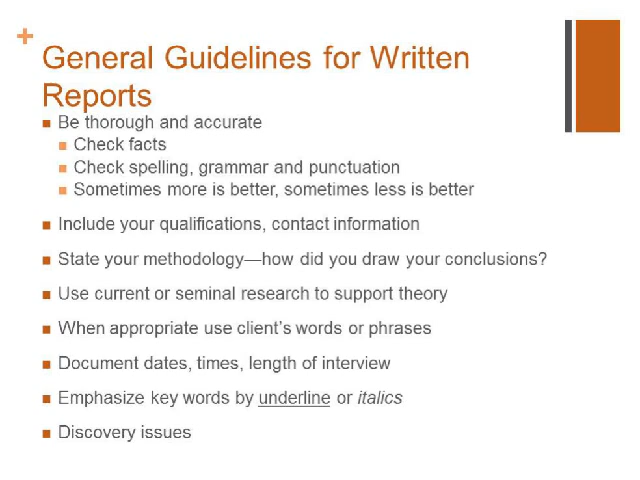 +
General Guidelines for Written
Reports
■ Be thorough and accurate
■ Check facts
■ Check spelling, grammar and punctuation
■ Sometimes more is better, sometimes less is better
■ Include your qualifications, contact information
■ State your methodology—how did you draw your conclusions?
■ Use current or seminal research to support theory
■ When appropriate use client’s words or phrases
■ Document dates, times, length of interview
■ Emphasize key words by underline or italics
■ Discovery issues